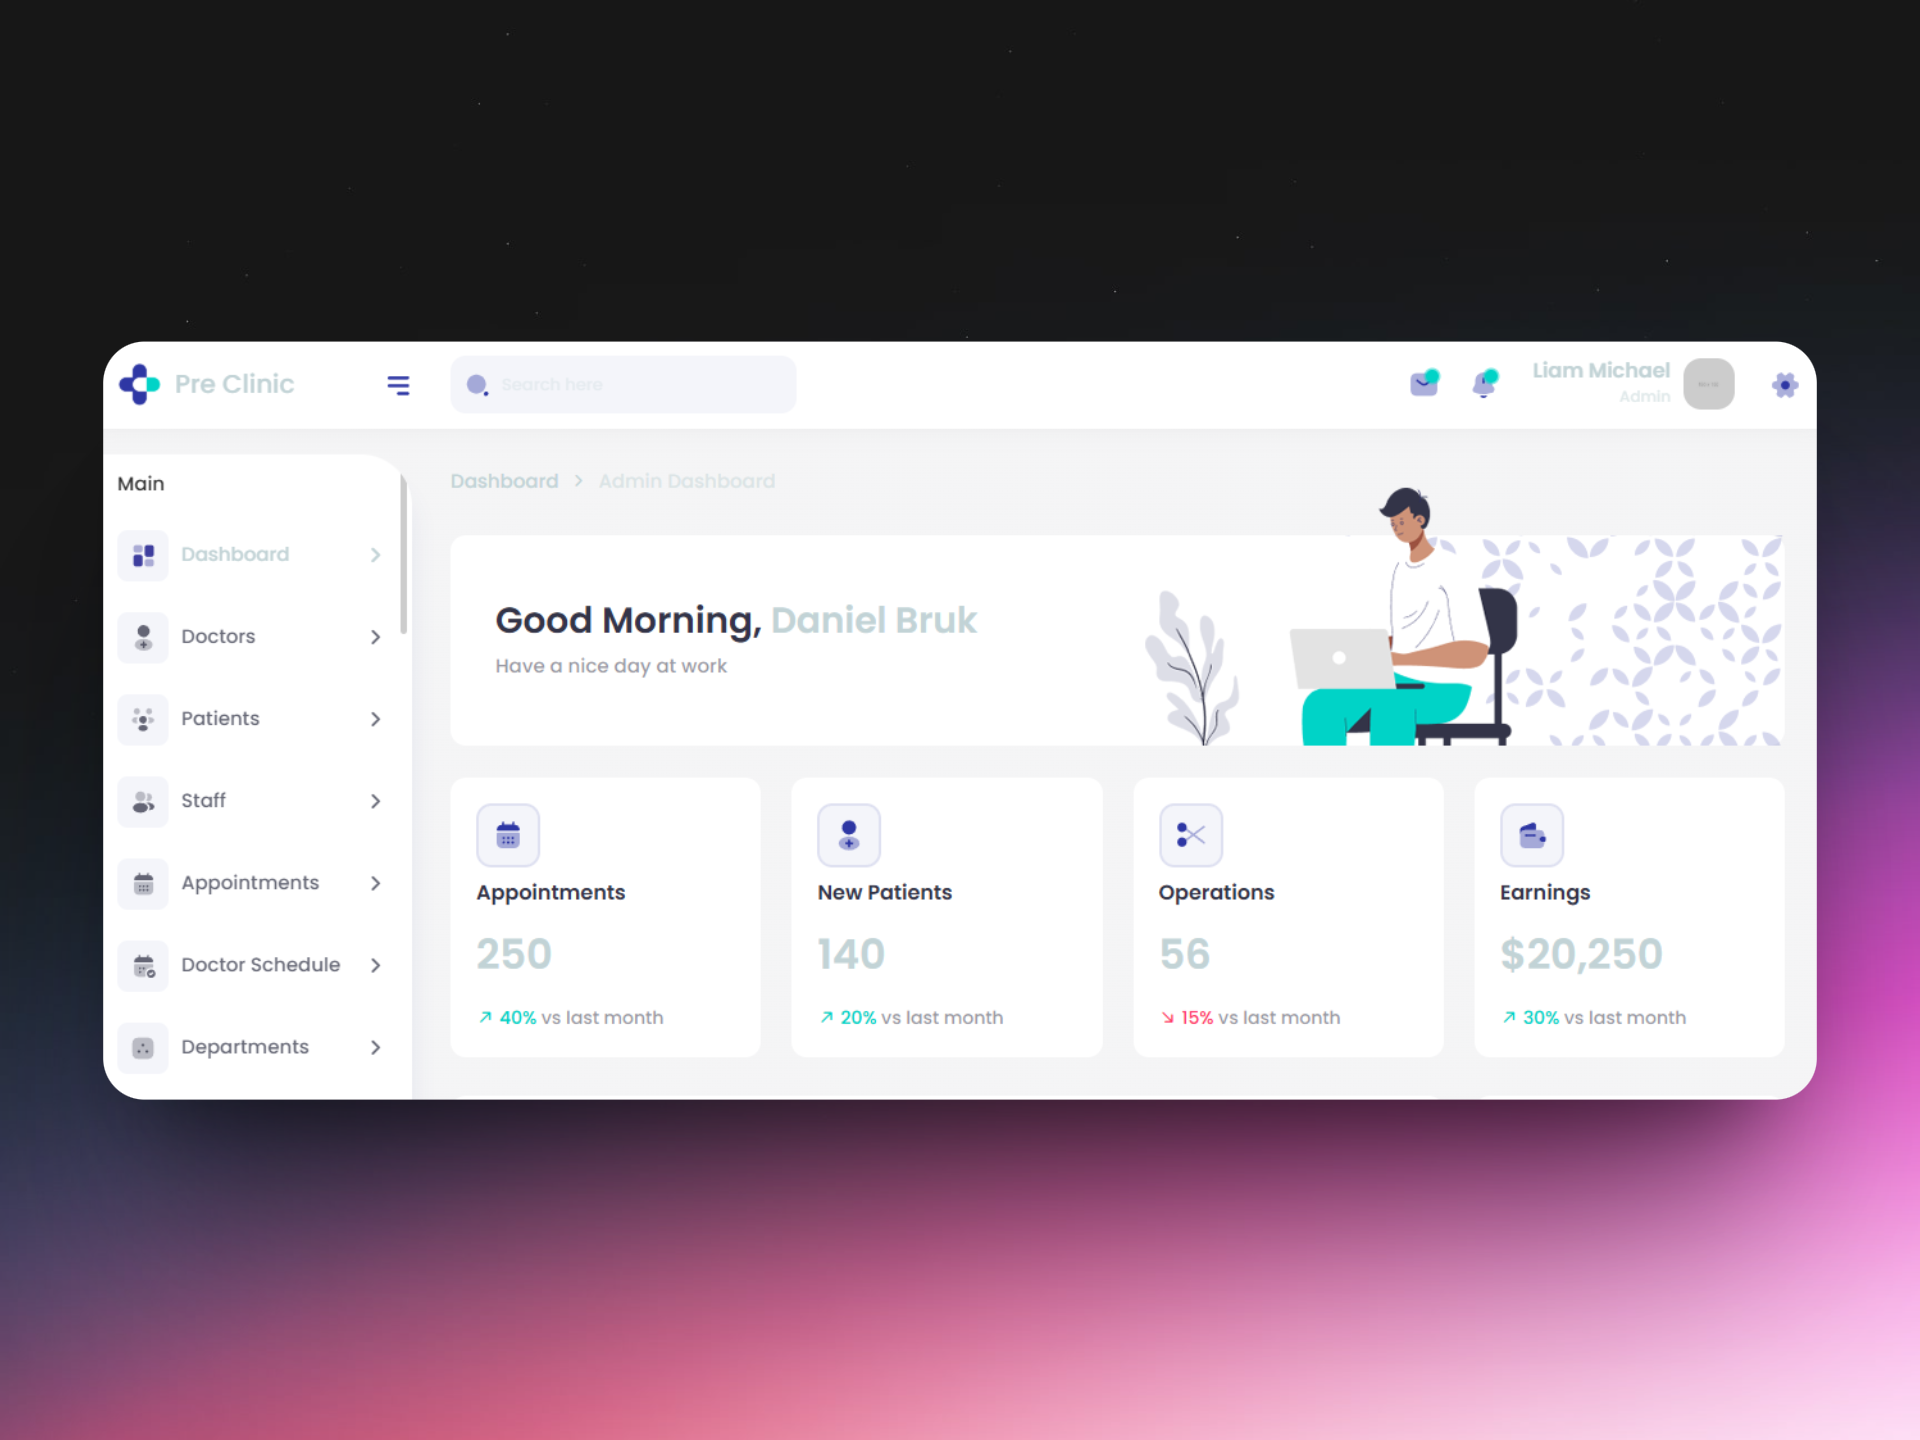 Pre Clinic
Search here
Liam Michael
Admin
Main
Dashboard
Doctors
Patients
Staff
Appointments
Doctor Schedule
Departments
Dashboard > Admin Dashboard
Good Morning, Daniel Bruk
Have a nice day at work
Appointments
250
40% vs last month
New Patients
140
20% vs last month
Operations
56
15% vs last month
Earnings
$20,250
30% vs last month